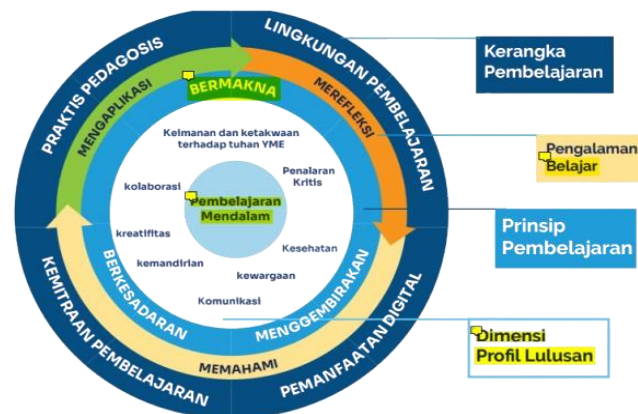 PRAKTIS PEDAGOGIS
LINGKUNGAN PEMBELAJARAN
PEMANFAATAN DIGITAL
KEMITRAAN PEMBELAJARAN
MENGAPLIKASI
MEREFLEKSI
MEMAHAMI
BERMAKNA
MENGGEMBIRAKAN
BERKESADARAN
Keimanan dan ketakwaan
terhadap tuhan YME
Penalaran
Kritis
kolaborasi
Pembelajaran
Mendalam
kreatifitas
Kesehatan
kemandirian
kewargaan
Komunikasi
Kerangka
Pembelajaran
Pengalaman
Belajar
Prinsip
Pembelajaran
Dimensi
Profil Lulusan